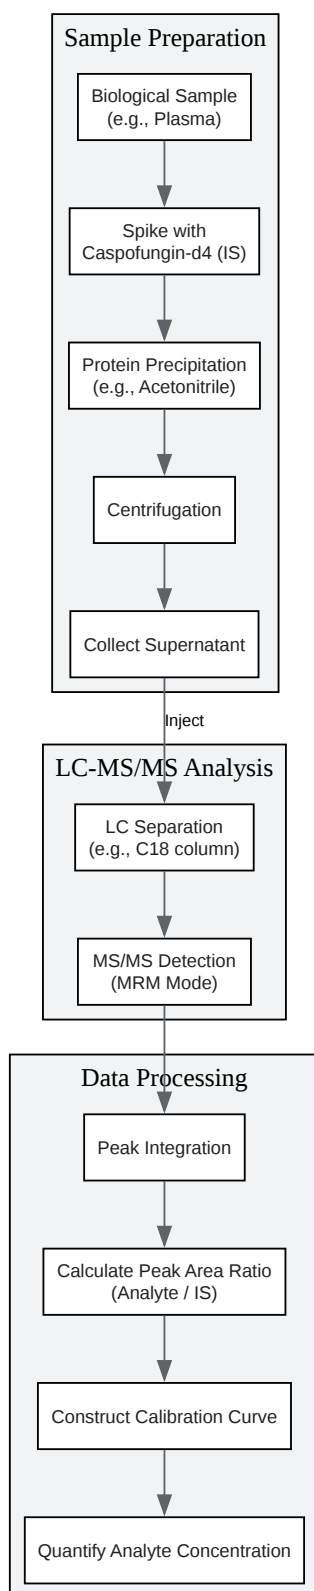 Sample Preparation
Biological Sample
(e.g., Plasma)
Spike with
Caspofungin-d4 (IS)
Protein Precipitation
(e.g., Acetonitrile)
Centrifugation
Collect Supernatant
Inject
LC-MS/MS Analysis
LC Separation
(e.g., C18 column)
MS/MS Detection
(MRM Mode)
Data Processing
Peak Integration
Calculate Peak Area Ratio
(Analyte / IS)
Construct Calibration Curve
Quantify Analyte Concentration